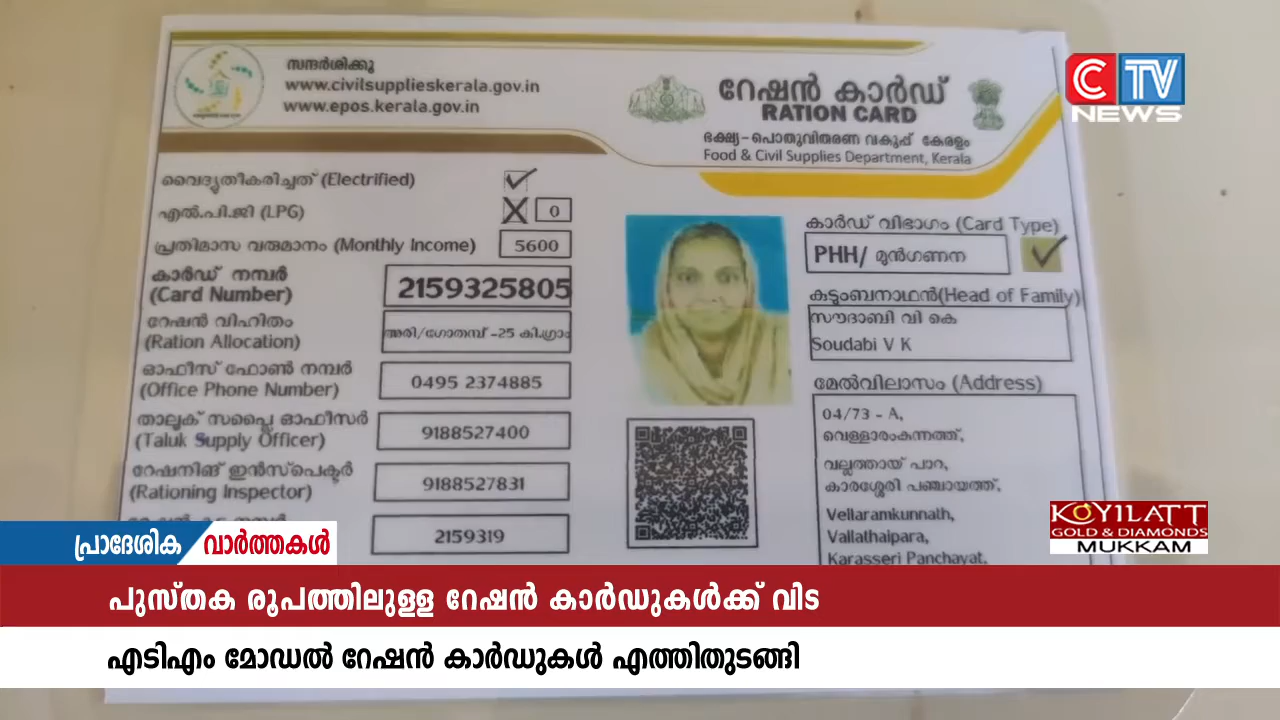 സന്ദർശിക്കൂ
www.civilsupplieskerala.gov.in
www.epos.kerala.gov.in
റേഷൻ കാർഡ്
RATION CARD
ഭക്ഷ്യ-പൊതുവിതരണ വകുപ്പ് കേരളം
Food & Civil Supplies Department, Kerala
CTV
NEWS
വൈദ്യുതീകരിച്ചത് (Electrified)
എൽ.പി.ജി (LPG) 0
പ്രതിമാസ വരുമാനം (Monthly Income) 5600
കാർഡ് നമ്പർ
(Card Number) 2159325805
റേഷൻ വിഹിതം
(Ration Allocation) അരി/ഗോതമ്പ് -25 കി.ഗ്രാം
ഓഫീസ് ഫോൺ നമ്പർ
(Office Phone Number) 0495 2374885
താലൂക് സപ്ലൈ ഓഫീസർ
(Taluk Supply Officer) 9188527400
റേഷനിങ് ഇൻസ്പെക്ടർ
(Rationing Inspector) 9188527831
2159319
കാർഡ് വിഭാഗം (Card Type)
PHH/ മുൻഗണന
കുടുംബനാഥൻ(Head of Family)
സൗദാബി വി കെ
Soudabi V K
മേൽവിലാസം (Address)
04/73 - A,
വെള്ളാരംകുന്നത്ത്,
വല്ലത്തായ് പാറ,
കാരശ്ശേരി പഞ്ചായത്ത്,
Vellaramkunnath,
Vallathaipara,
Karasseri Panchayat,
KOYILATT
GOLD & DIAMONDS
MUKKAM
പ്രാദേശിക വാർത്തകൾ
പുസ്തക രൂപത്തിലുളള റേഷൻ കാർഡുകൾക്ക് വിട
എടിഎം മോഡൽ റേഷൻ കാർഡുകൾ എത്തിതുടങ്ങി